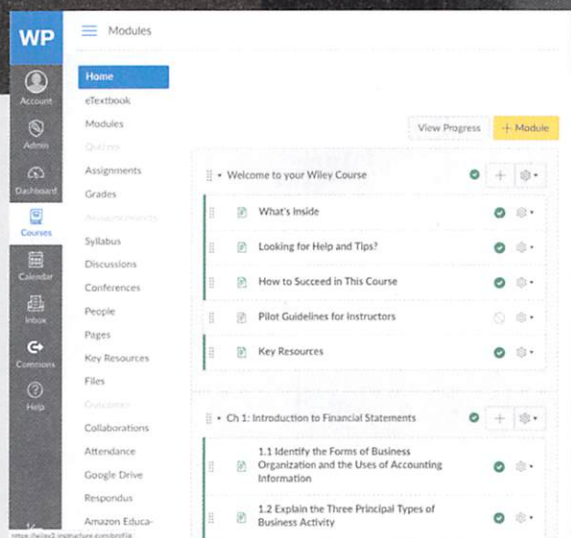 WP
Modules
Account
Admin
Dashboard
Courses
Calendar
Inbox
Commons
Help
Home
eTextbook
Modules
Quizzes
Assignments
Grades
Announcements
Syllabus
Discussions
Conferences
People
Pages
Key Resources
Files
Outcomes
Collaborations
Attendance
Google Drive
Respondus
Amazon Educa-
View Progress
+ Module
Welcome to your Wiley Course
What's Inside
Looking for Help and Tips?
How to Succeed in This Course
Pilot Guidelines for Instructors
Key Resources
Ch 1: Introduction to Financial Statements
1.1 Identify the Forms of Business
Organization and the Uses of Accounting
Information
1.2 Explain the Three Principal Types of
Business Activity